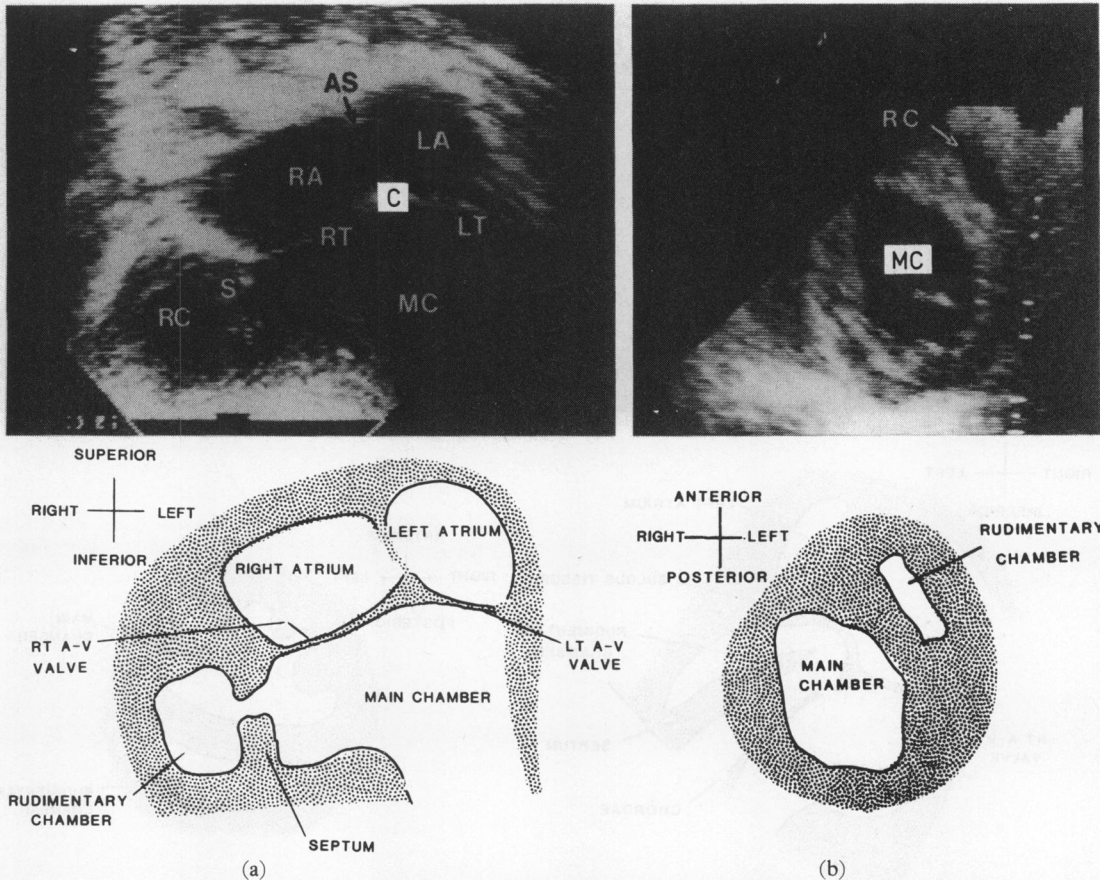 AS
LA
RA
C
RT
LT
S
MC
RC
RC
MC
SUPERIOR
RIGHT LEFT
INFERIOR
LEFT ATRIUM
RIGHT ATRIUM
RT A-V
VALVE
LT A-V
VALVE
MAIN CHAMBER
RUDIMENTARY
CHAMBER
SEPTUM
(a)
ANTERIOR
RIGHT LEFT
POSTERIOR
RUDIMENTARY
CHAMBER
MAIN
CHAMBER
(b)